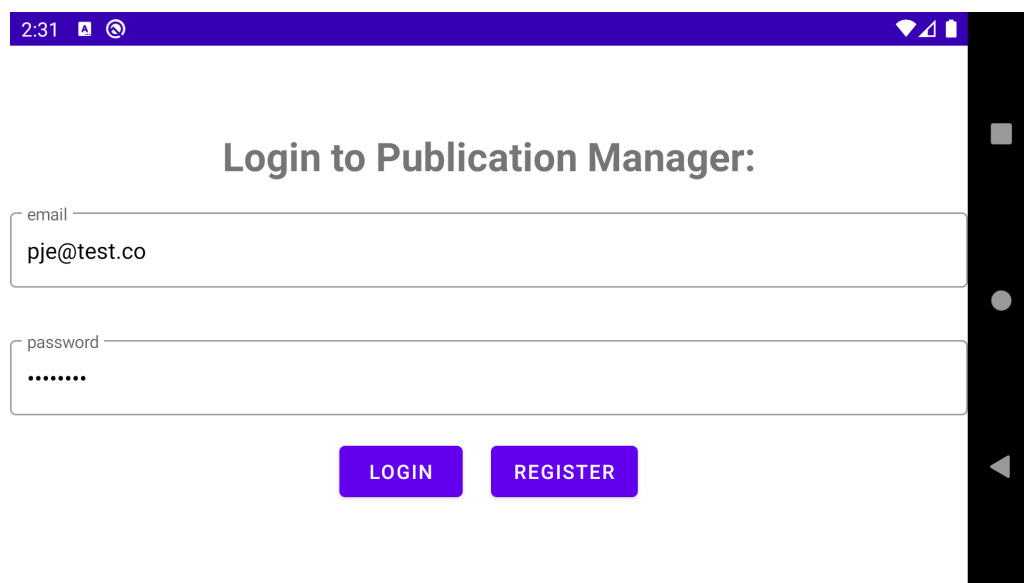 2:31
Login to Publication Manager:
email
pje@test.co
password
••••••••
LOGIN REGISTER